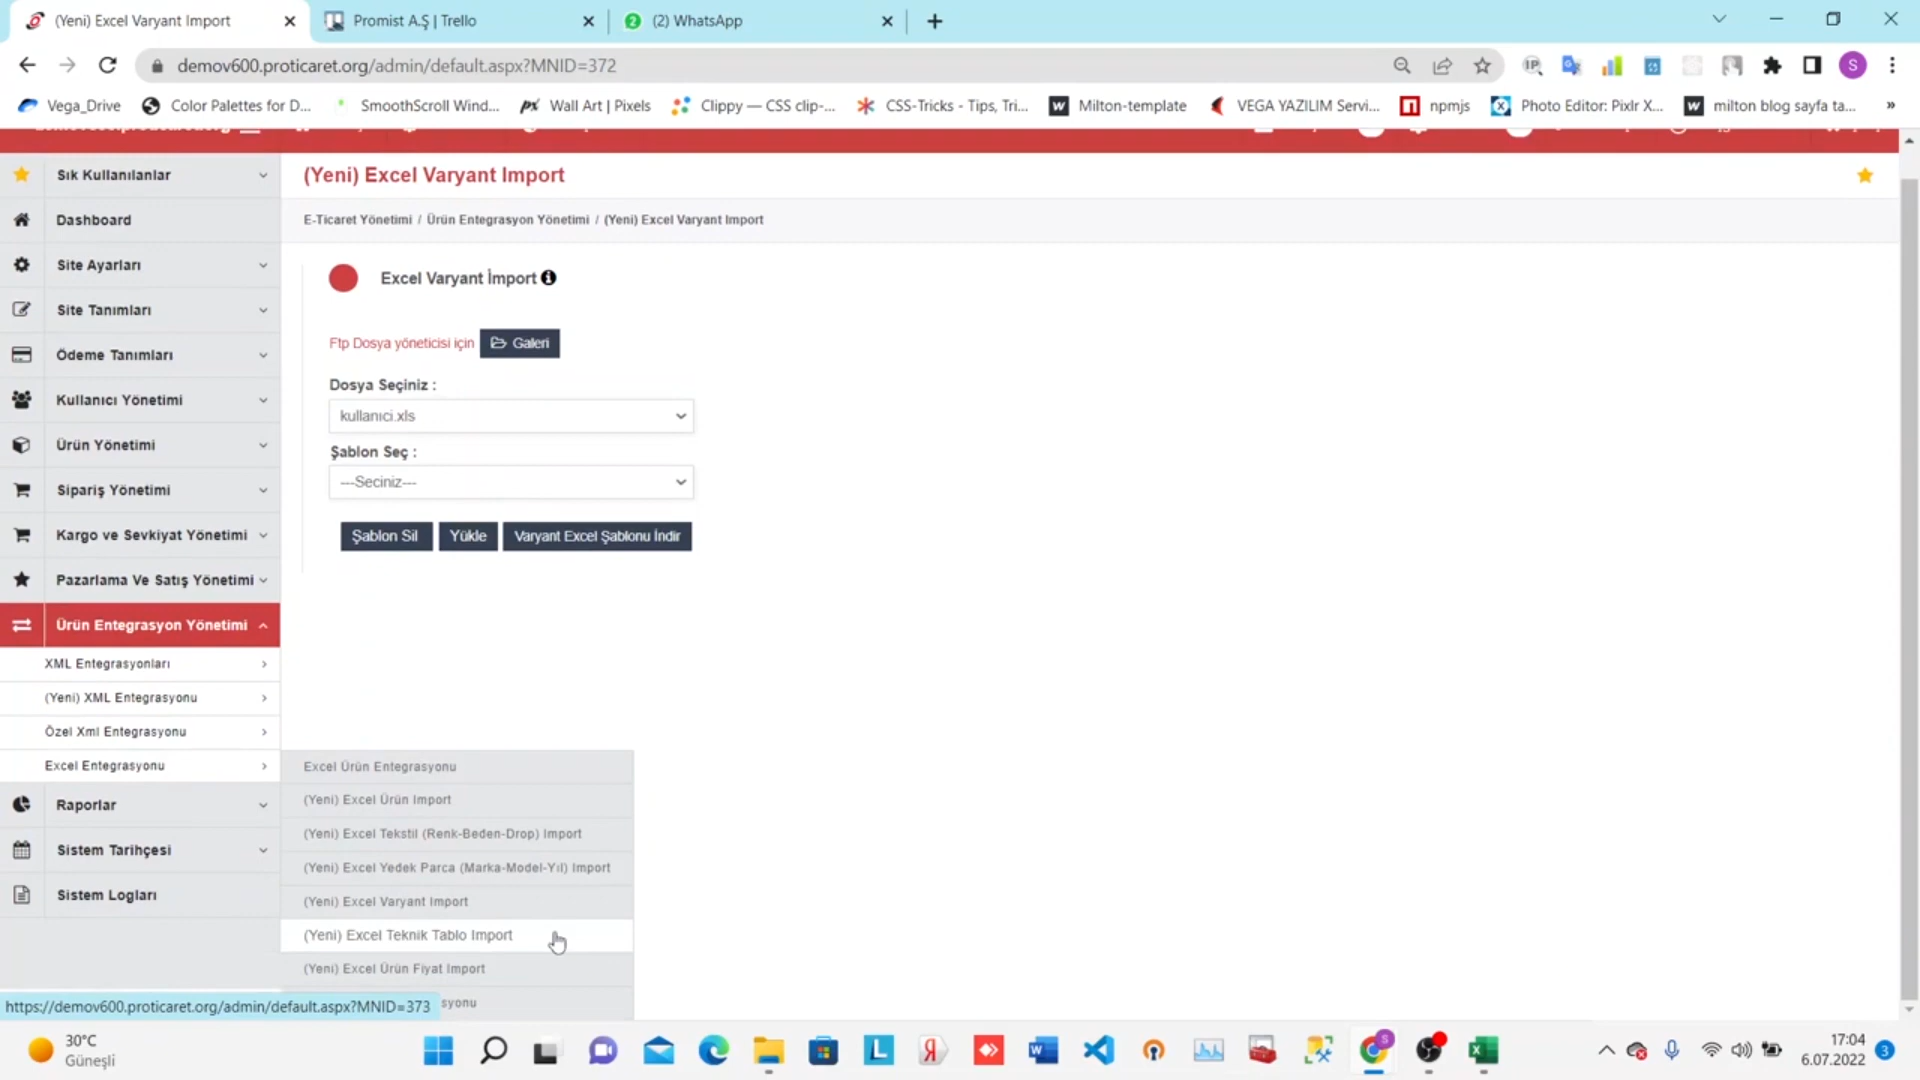 (Yeni) Excel Varyant Import
Promist A.Ş | Trello
(2) WhatsApp
demov600.proticaret.org/admin/default.aspx?MNID=372
Vega_Drive
Color Palettes for D...
SmoothScroll Wind...
Wall Art | Pixels
Clippy — CSS clip-...
CSS-Tricks - Tips, Tri...
Milton-template
VEGA YAZILIM Servi...
npmjs
Photo Editor: Pixlr X...
milton blog sayfa ta...
»
Sık Kullanılanlar
(Yeni) Excel Varyant Import
Dashboard
E-Ticaret Yönetimi / Ürün Entegrasyon Yönetimi / (Yeni) Excel Varyant Import
Site Ayarları
Excel Varyant İmport
Site Tanımları
Ftp Dosya yöneticisi için
Galeri
Ödeme Tanımları
Dosya Seçiniz :
Kullanıcı Yönetimi
kullanıci.xls
Ürün Yönetimi
Şablon Seç :
Sipariş Yönetimi
---Seciniz---
Kargo ve Sevkiyat Yönetimi
Şablon Sil
Yükle
Varyant Excel Şablonu İndir
Pazarlama Ve Satış Yönetimi
Ürün Entegrasyon Yönetimi
XML Entegrasyonları
(Yeni) XML Entegrasyonu
Özel Xml Entegrasyonu
Excel Entegrasyonu
Excel Ürün Entegrasyonu
(Yeni) Excel Ürün Import
(Yeni) Excel Tekstil (Renk-Beden-Drop) Import
(Yeni) Excel Yedek Parca (Marka-Model-Yıl) Import
(Yeni) Excel Varyant Import
(Yeni) Excel Teknik Tablo Import
(Yeni) Excel Ürün Fiyat Import
syonu
Raporlar
Sistem Tarihçesi
Sistem Logları
https://demov600.proticaret.org/admin/default.aspx?MNID=373
30°C
Güneşli
17:04
6.07.2022
3